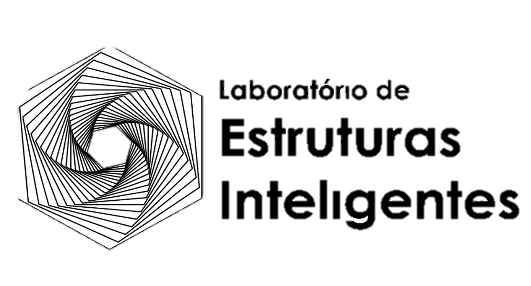 Laboratório de
Estruturas
Inteligentes